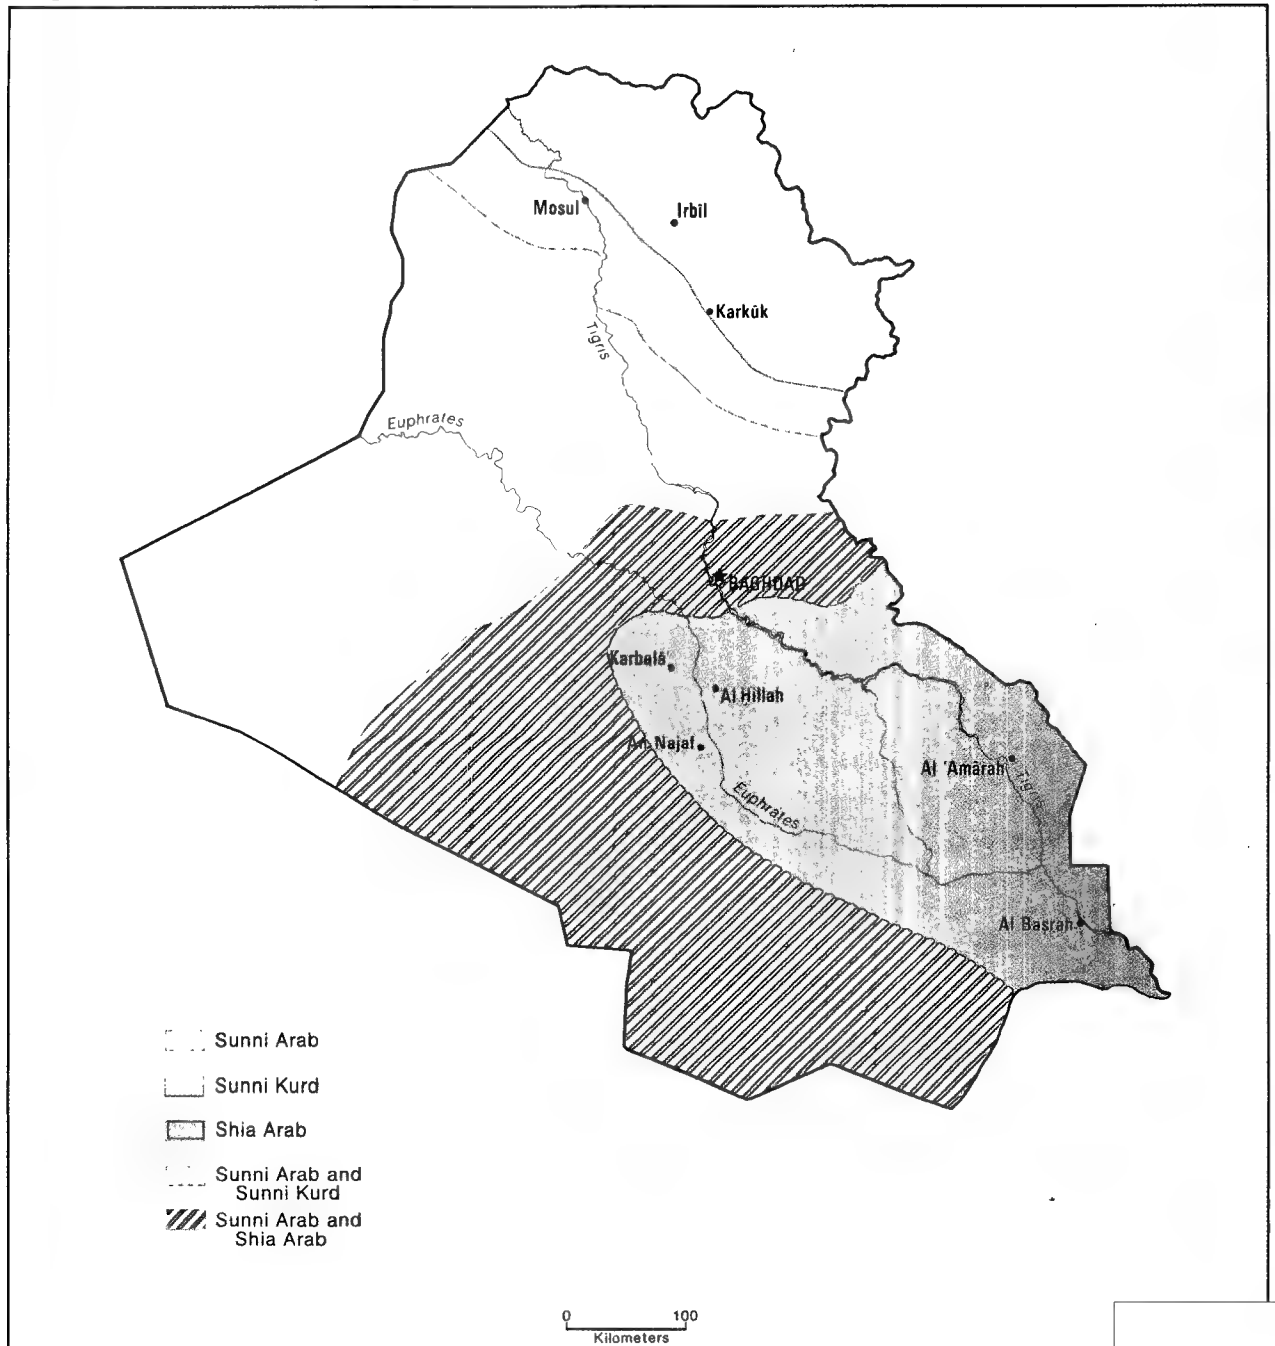 Mosul
Irbīl
Karkūk
Tigris
Euphrates
BAGHDAD
Karbalā'
Al Hillah
An Najaf
Al 'Amārah
Tigris
Euphrates
Al Basrah
Sunni Arab
Sunni Kurd
Shia Arab
Sunni Arab and
Sunni Kurd
Sunni Arab and
Shia Arab
0 100
Kilometers